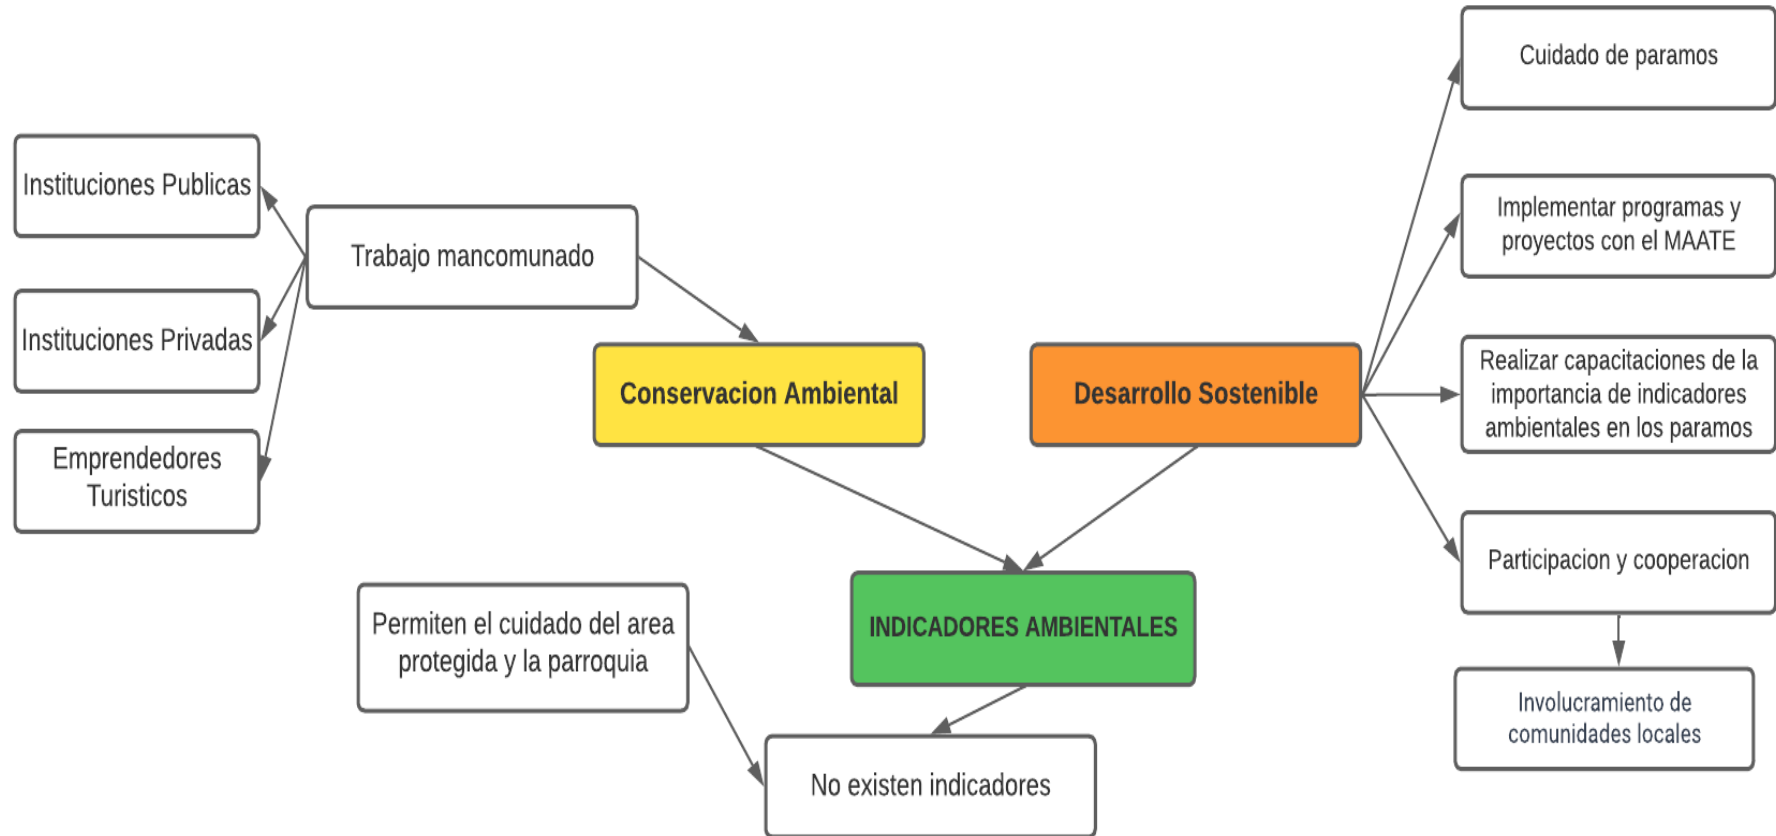 Cuidado de paramos
Instituciones Publicas
Implementar programas y
proyectos con el MAATE
Trabajo mancomunado
Instituciones Privadas
Conservacion Ambiental
Desarrollo Sostenible
Realizar capacitaciones de la
importancia de indicadores
ambientales en los paramos
Emprendedores
Turisticos
Participacion y cooperacion
INDICADORES AMBIENTALES
Permiten el cuidado del area
protegida y la parroquia
Involucramiento de
comunidades locales
No existen indicadores